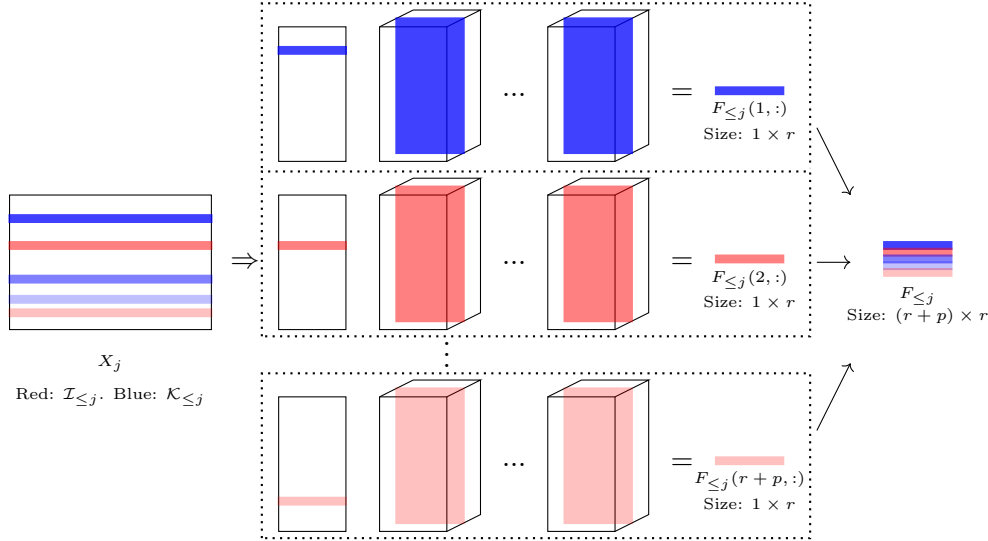 ... =
F_{≤j}(1, :)
Size: 1 × r
⇒ ... =
F_{≤j}(2, :)
Size: 1 × r
F_{≤j}
Size: (r + p) × r
X_j
Red: 𝓘_{≤j}. Blue: 𝓚_{≤j}
⋮
... =
F_{≤j}(r + p, :)
Size: 1 × r